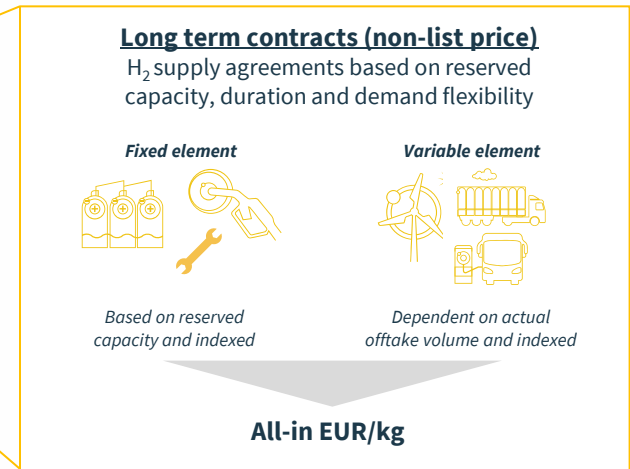 Long term contracts (non-list price)
H₂ supply agreements based on reserved
capacity, duration and demand flexibility
Fixed element
Variable element
Based on reserved
capacity and indexed
Dependent on actual
offtake volume and indexed
All-in EUR/kg